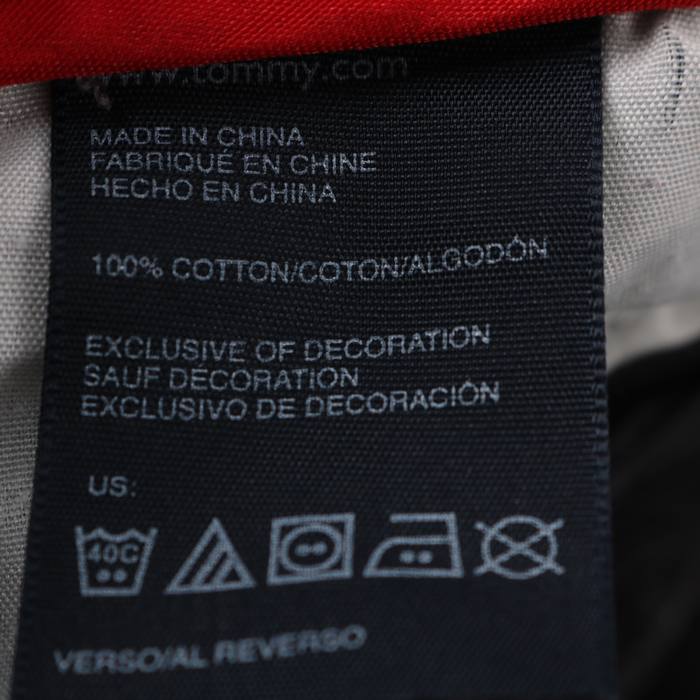 www.tommy.com
MADE IN CHINA
FABRIQUÉ EN CHINE
HECHO EN CHINA
100% COTTON/COTON/ALGODÓN
EXCLUSIVE OF DECORATION
SAUF DÉCORATION
EXCLUSIVO DE DECORACIÓN
US:
40C
VERSO/AL REVERSO